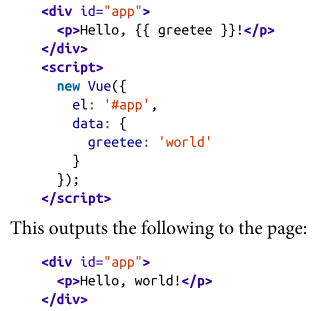 <div id="app">
  <p>Hello, {{ greetee }}!</p>
</div>
<script>
  new Vue({
    el: '#app',
    data: {
      greetee: 'world'
    }
  });
</script>
This outputs the following to the page:
<div id="app">
  <p>Hello, world!</p>
</div>